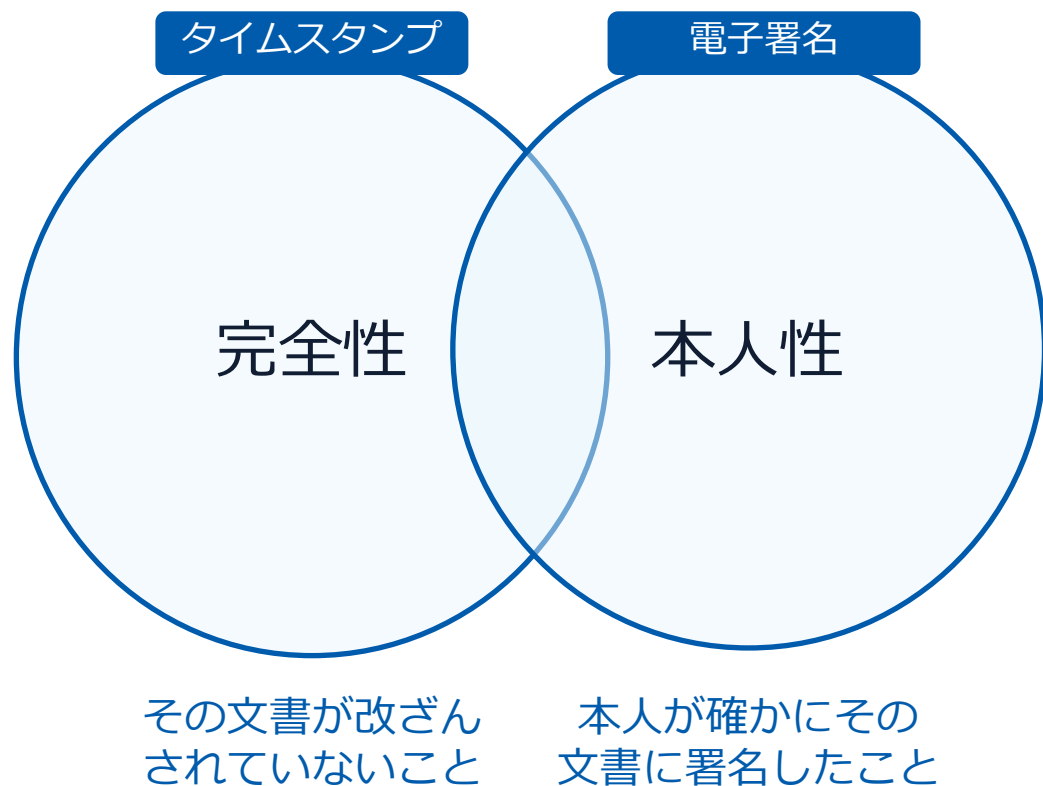 タイムスタンプ
電子署名
完全性
本人性
その文書が改ざん
されていないこと
本人が確かにその
文書に署名したこと